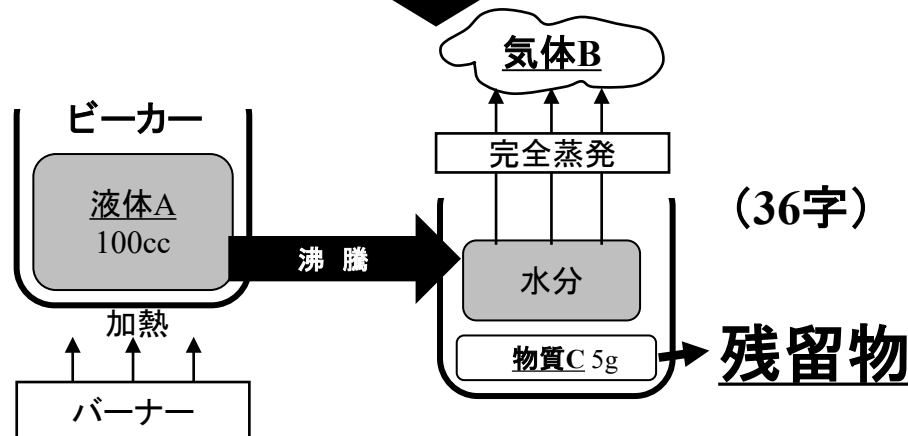 気体B
ビーカー
完全蒸発
液体A
100cc
(36字)
沸 騰
水分
加熱
残留物
物質C 5g
バーナー